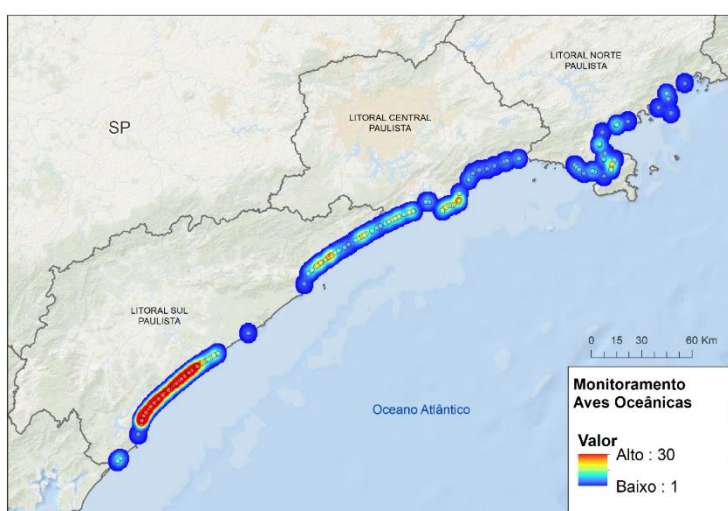 LITORAL NORTE
PAULISTA
SP
LITORAL CENTRAL
PAULISTA
LITORAL SUL
PAULISTA
0 15 30 60 Km
Oceano Atlântico
Monitoramento
Aves Oceânicas
Valor
Alto : 30
Baixo : 1